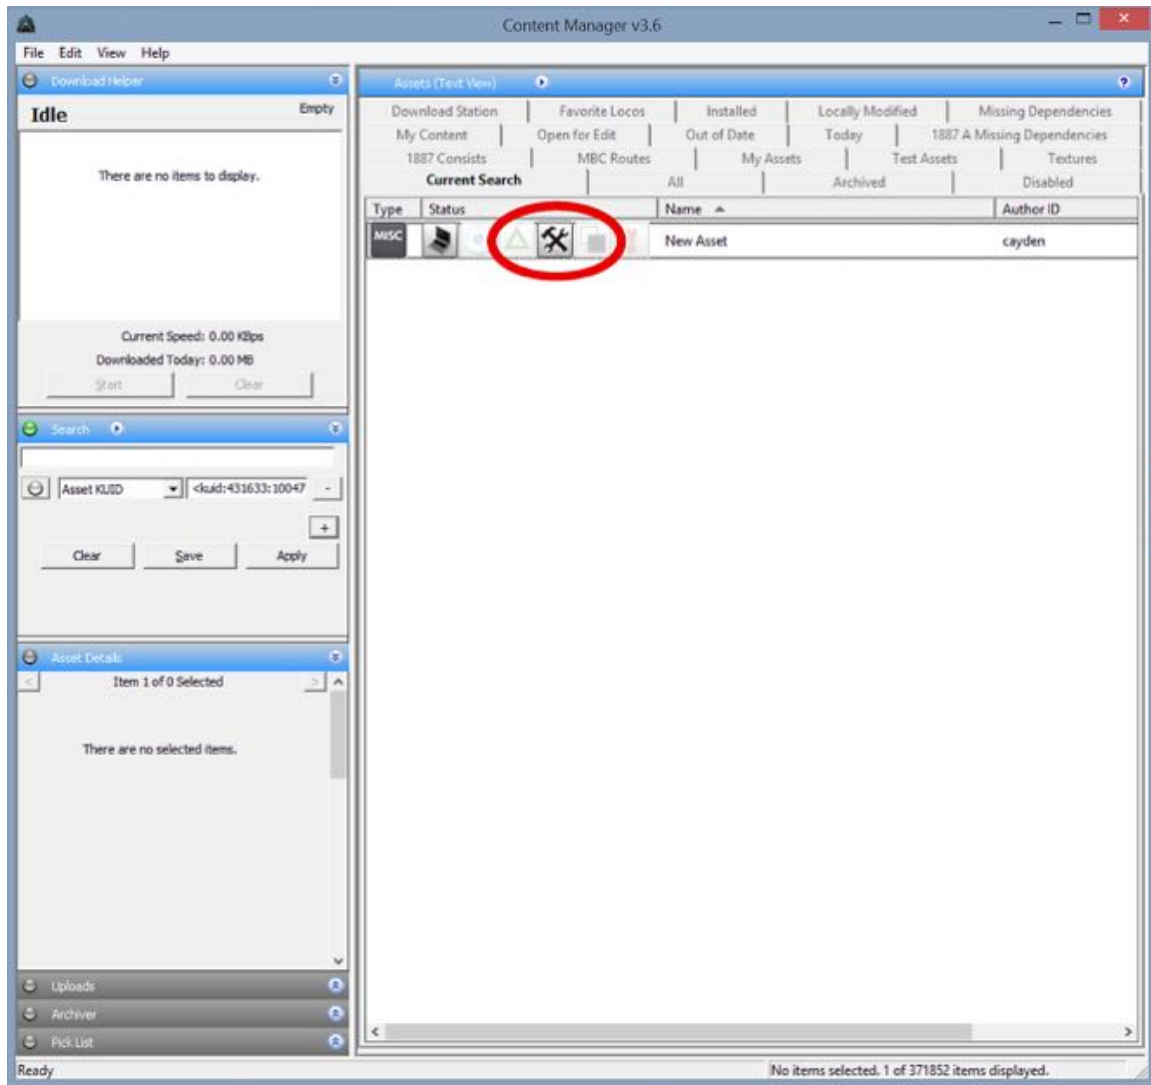 Content Manager v3.6
File Edit View Help
Download Helper
Idle Empty
There are no items to display.
Current Speed: 0.00 KBps
Downloaded Today: 0.00 MB
Start Clear
Search
Asset KUID <kuid:431633:10047 -
+
Clear Save Apply
Asset Details
< Item 1 of 0 Selected >
There are no selected items.
Uploads
Archiver
Pick List
Assets (Text View) ?
Download Station Favorite Locos Installed Locally Modified Missing Dependencies
My Content Open for Edit Out of Date Today 1887 A Missing Dependencies
1887 Consists MBC Routes My Assets Test Assets Textures
Current Search All Archived Disabled
Type Status Name Author ID
MISC New Asset cayden
Ready No items selected. 1 of 371852 items displayed.